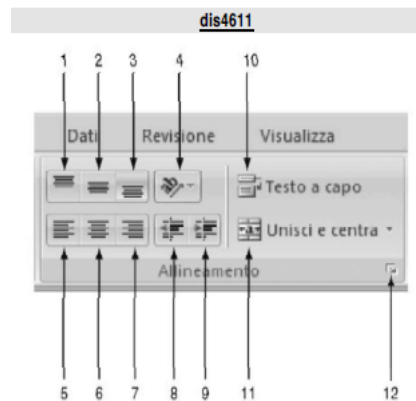 dis4611
1 2 3 4 10
Dati Revisione Visualizza
Testo a capo
Unisci e centra
Allineamento
5 6 7 8 9 11 12